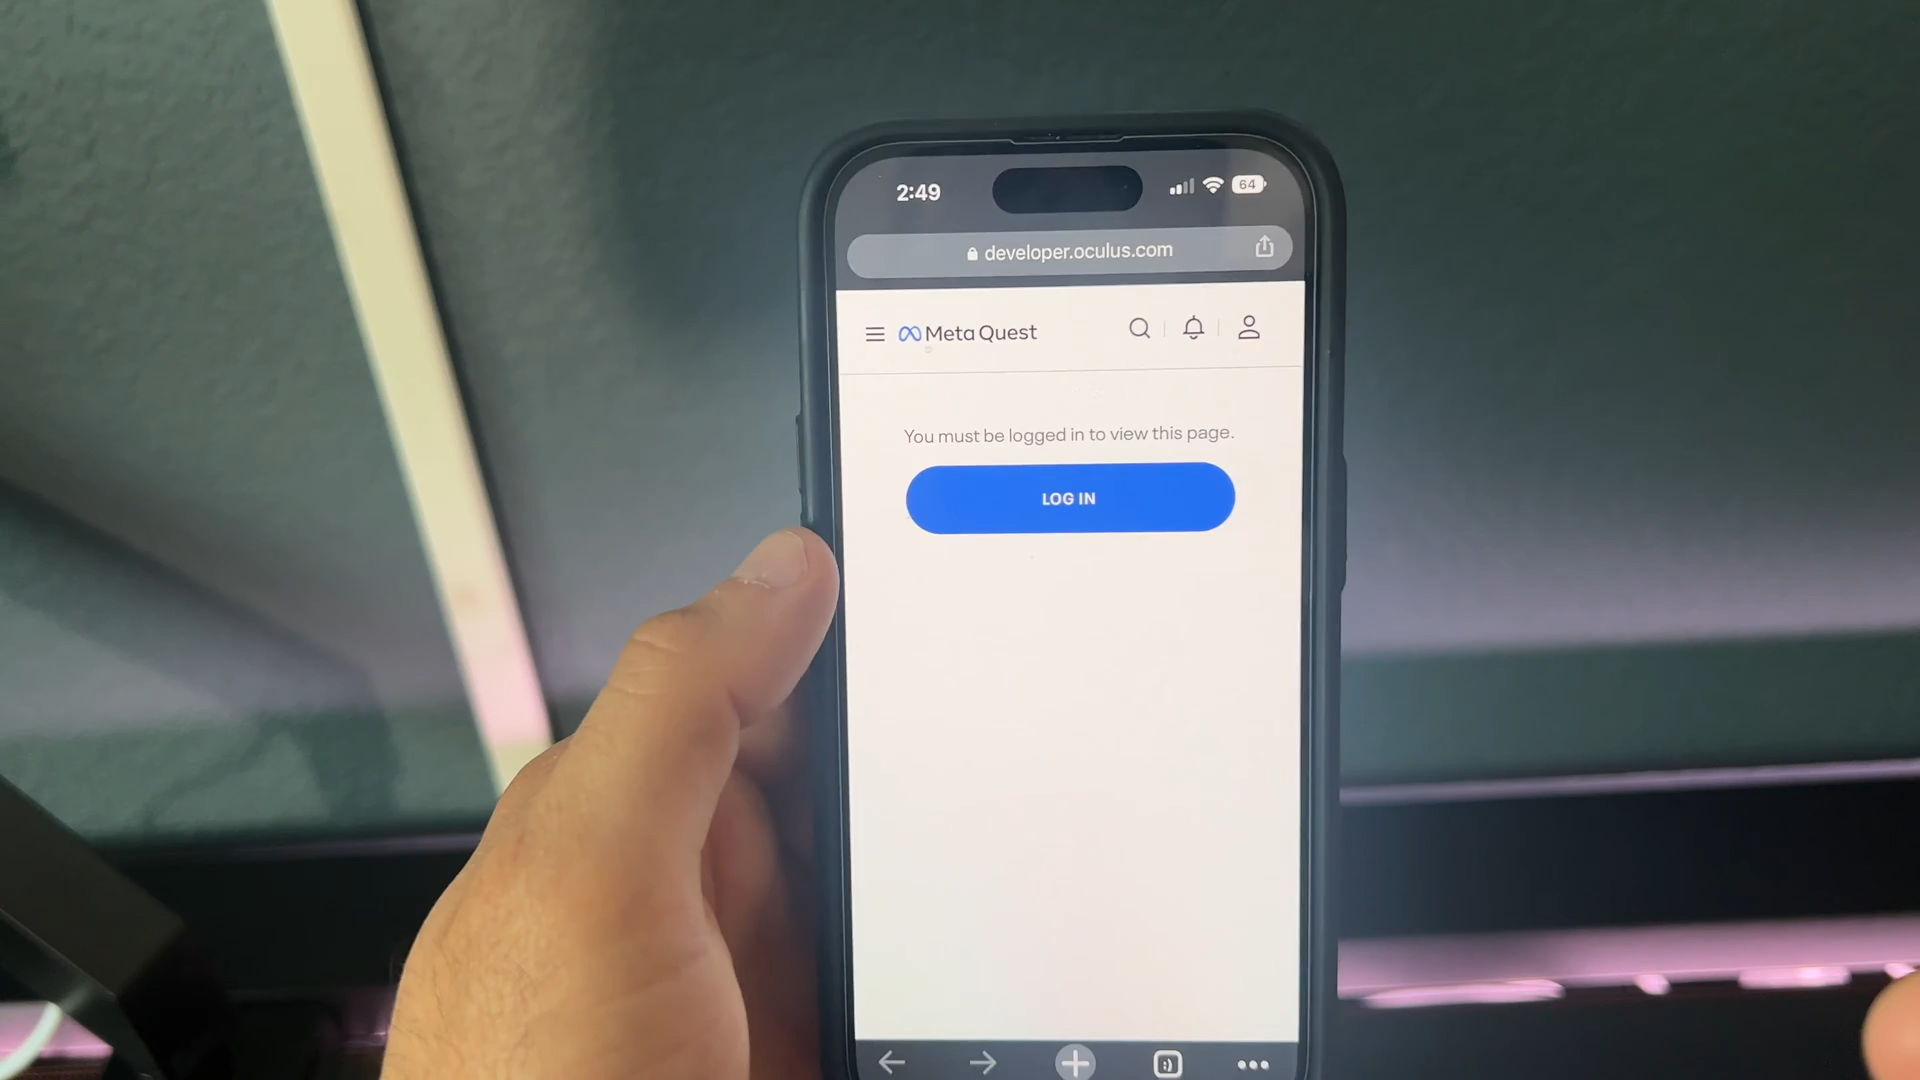 2:49
64
developer.oculus.com
Meta Quest
You must be logged in to view this page.
LOG IN
:)